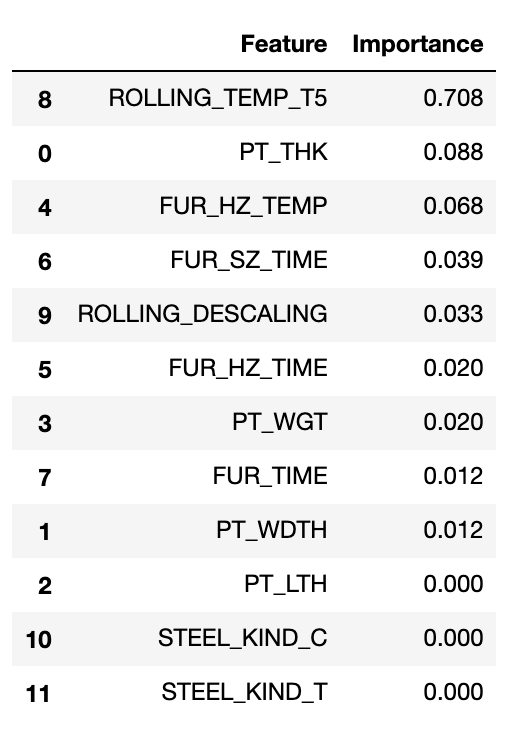 Feature Importance
8 ROLLING_TEMP_T5 0.708
0 PT_THK 0.088
4 FUR_HZ_TEMP 0.068
6 FUR_SZ_TIME 0.039
9 ROLLING_DESCALING 0.033
5 FUR_HZ_TIME 0.020
3 PT_WGT 0.020
7 FUR_TIME 0.012
1 PT_WDTH 0.012
2 PT_LTH 0.000
10 STEEL_KIND_C 0.000
11 STEEL_KIND_T 0.000